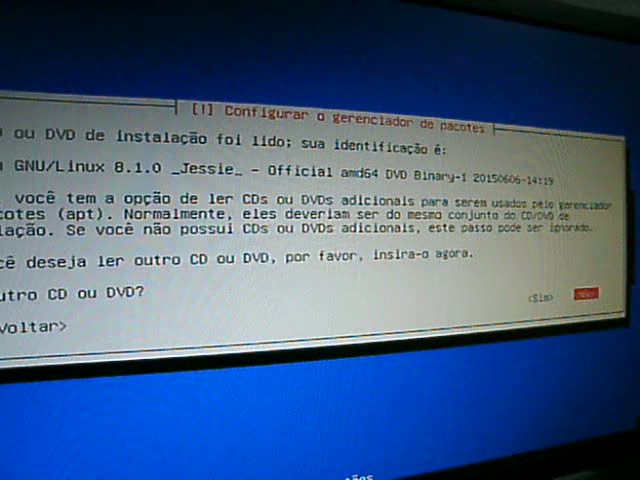 [!] Configurar o gerenciador de pacotes
ou DVD de instalação foi lido; sua identificação é:
GNU/Linux 8.1.0 _Jessie_ - Official amd64 DVD Binary-1 20150606-14:19
, você tem a opção de ler CDs ou DVDs adicionais para serem usados pelo gerenciador
cotes (apt). Normalmente, eles deveriam ser do mesmo conjunto do CD/DVD de
lação. Se você não possui CDs ou DVDs adicionais, este passo pode ser ignorado.
cê deseja ler outro CD ou DVD, por favor, insira-o agora.
utro CD ou DVD?
<Sim> <Não>
Voltar>